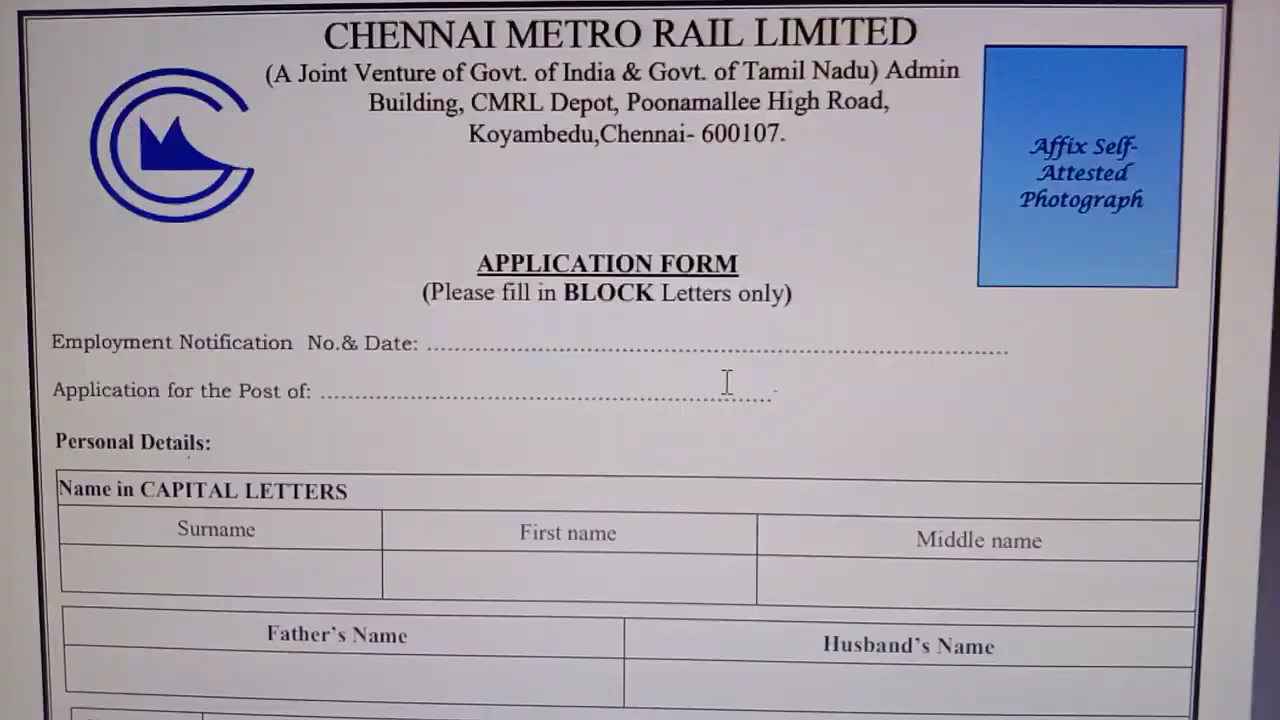 CHENNAI METRO RAIL LIMITED
(A Joint Venture of Govt. of India & Govt. of Tamil Nadu) Admin
Building, CMRL Depot, Poonamallee High Road,
Koyambedu,Chennai- 600107.
Affix Self-
Attested
Photograph
APPLICATION FORM
(Please fill in BLOCK Letters only)
Employment Notification No.& Date: ................................................................................
Application for the Post of: ..............................................................
Personal Details:
Name in CAPITAL LETTERS
Surname First name Middle name
Father's Name Husband's Name